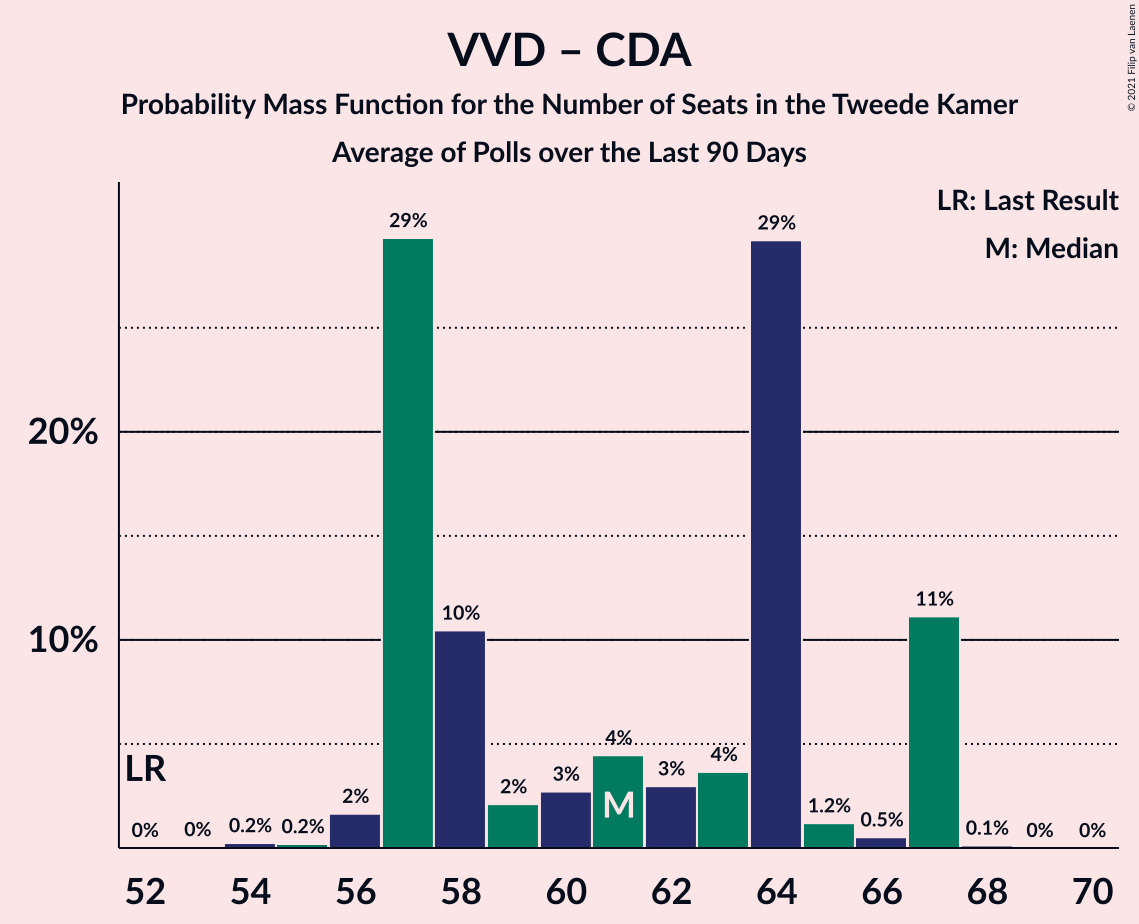 VVD – CDA
Probability Mass Function for the Number of Seats in the Tweede Kamer
Average of Polls over the Last 90 Days
© 2021 Filip van Laenen
LR: Last Result
M: Median
29%
29%
20%
10%
11%
10%
LR
0%
0%
0.2%
0.2%
2%
2%
3%
4%
M
3%
4%
1.2%
0.5%
0.1%
0%
0%
52 54 56 58 60 62 64 66 68 70